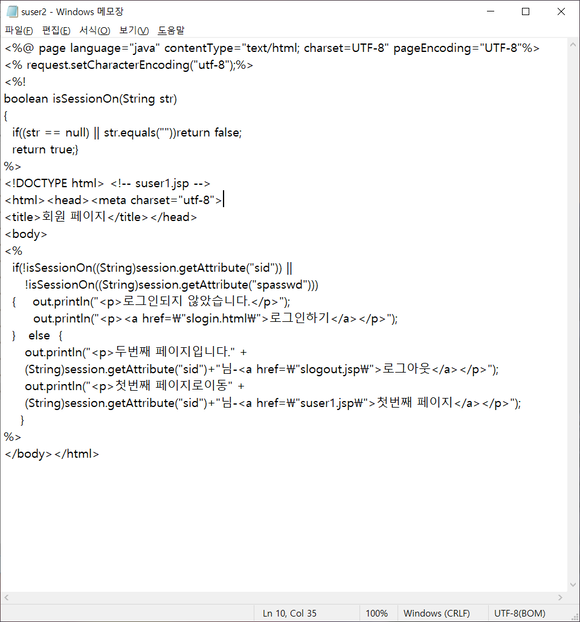 suser2 - Windows 메모장
파일(F) 편집(E) 서식(O) 보기(V) 도움말
<%@ page language="java" contentType="text/html; charset=UTF-8" pageEncoding="UTF-8"%>
<% request.setCharacterEncoding("utf-8");%>
<%!
boolean isSessionOn(String str)
{
if((str == null) || str.equals(""))return false;
return true;}
%>
<!DOCTYPE html> <!-- suser1.jsp -->
<html><head><meta charset="utf-8">
<title>회원 페이지</title></head>
<body>
<%
if(!isSessionOn((String)session.getAttribute("sid")) ||
!isSessionOn((String)session.getAttribute("spasswd")))
{ out.println("<p>로그인되지 않았습니다.</p>");
out.println("<p><a href=₩"slogin.html₩">로그인하기</a></p>");
} else {
out.println("<p>두번째 페이지입니다." +
(String)session.getAttribute("sid")+"님-<a href=₩"slogout.jsp₩">로그아웃</a></p>");
out.println("<p>첫번째 페이지로이동" +
(String)session.getAttribute("sid")+"님-<a href=₩"suser1.jsp₩">첫번째 페이지</a></p>");
}
%>
</body></html>
Ln 10, Col 35 100% Windows (CRLF) UTF-8(BOM)